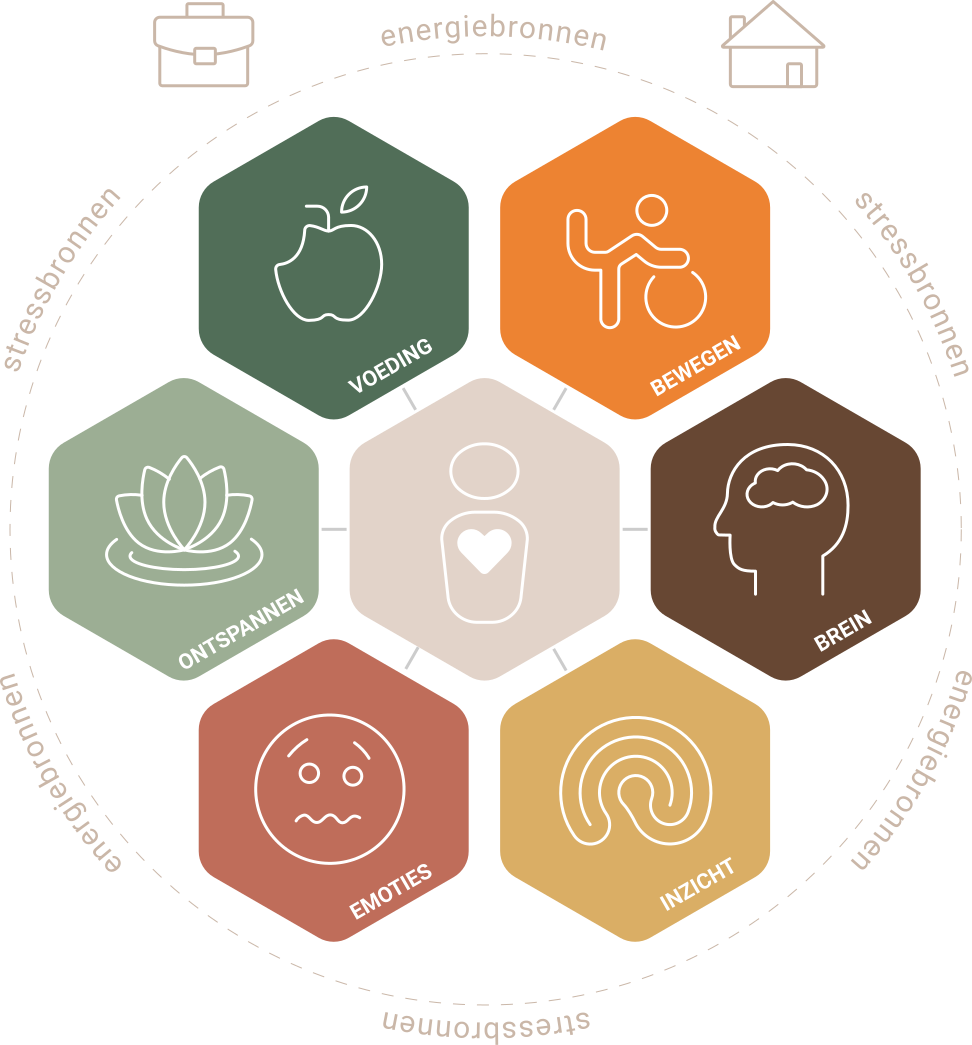 energiebronnen
stressbronnen
stressbronnen
VOEDING
BEWEGEN
ONTSPANNEN
BREIN
energiebronnen
energiebronnen
EMOTIES
INZICHT
stressbronnen